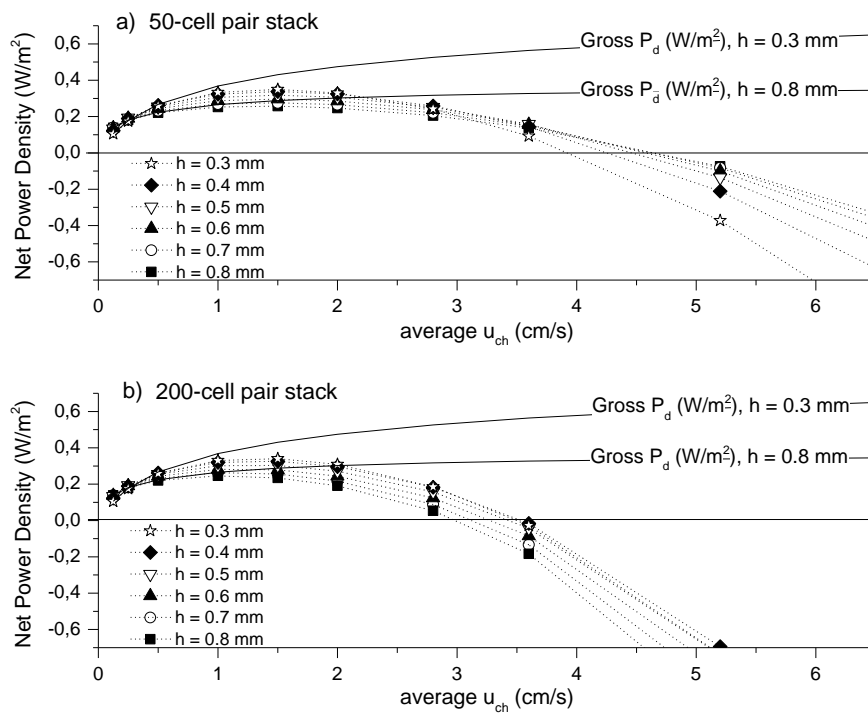 a) 50-cell pair stack
Gross Pd (W/m2), h = 0.3 mm
Gross Pd (W/m2), h = 0.8 mm
Net Power Density (W/m2)
0,6
0,4
0,2
0,0
-0,2
-0,4
-0,6
h = 0.3 mm
h = 0.4 mm
h = 0.5 mm
h = 0.6 mm
h = 0.7 mm
h = 0.8 mm
0 1 2 3 4 5 6
average uch (cm/s)
b) 200-cell pair stack
Gross Pd (W/m2), h = 0.3 mm
Gross Pd (W/m2), h = 0.8 mm
Net Power Density (W/m2)
0,6
0,4
0,2
0,0
-0,2
-0,4
-0,6
h = 0.3 mm
h = 0.4 mm
h = 0.5 mm
h = 0.6 mm
h = 0.7 mm
h = 0.8 mm
0 1 2 3 4 5 6
average uch (cm/s)